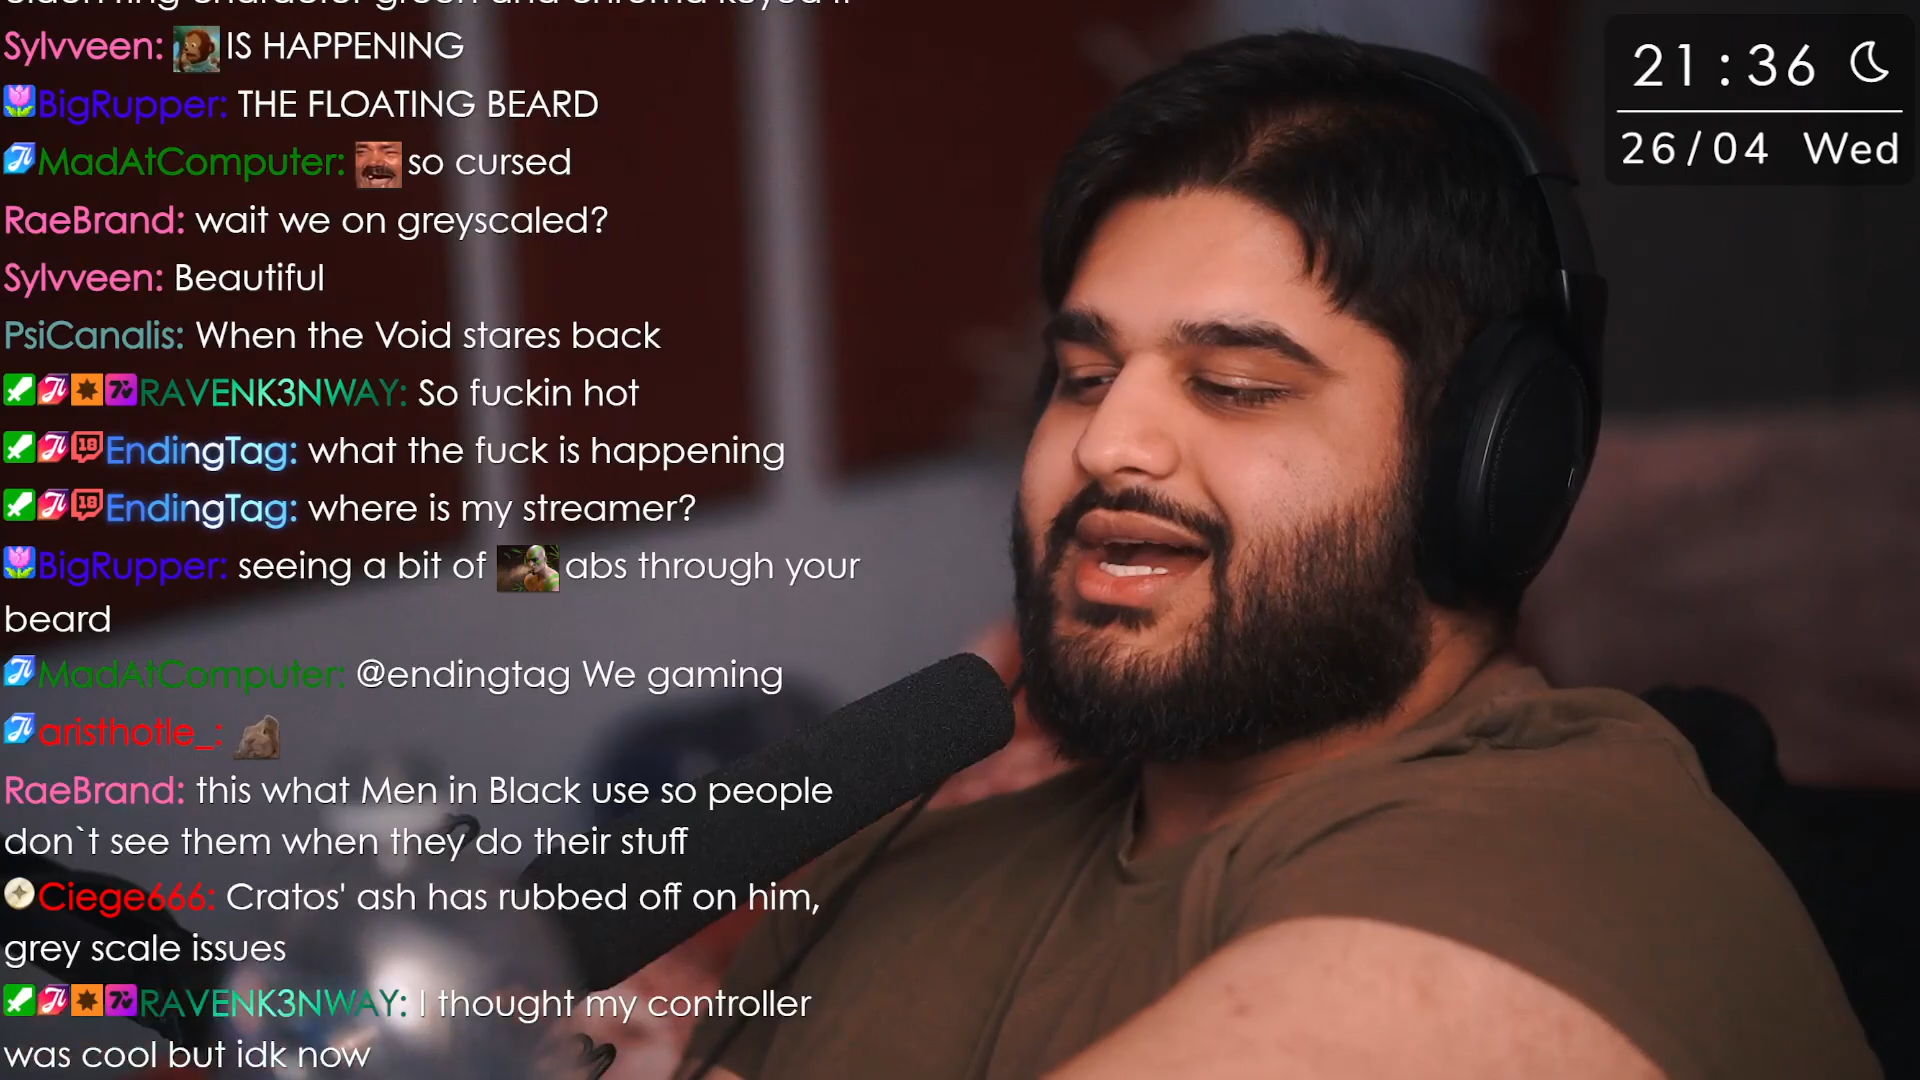 Sylvveen: IS HAPPENING
BigRupper: THE FLOATING BEARD
MadAtComputer: so cursed
RaeBrand: wait we on greyscaled?
Sylvveen: Beautiful
PsiCanalis: When the Void stares back
RAVENK3NWAY: So fuckin hot
EndingTag: what the fuck is happening
EndingTag: where is my streamer?
BigRupper: seeing a bit of abs through your
beard
MadAtComputer: @endingtag We gaming
aristhotle_:
RaeBrand: this what Men in Black use so people
don`t see them when they do their stuff
Ciege666: Cratos' ash has rubbed off on him,
grey scale issues
RAVENK3NWAY: I thought my controller
was cool but idk now
21:36
26/04 Wed